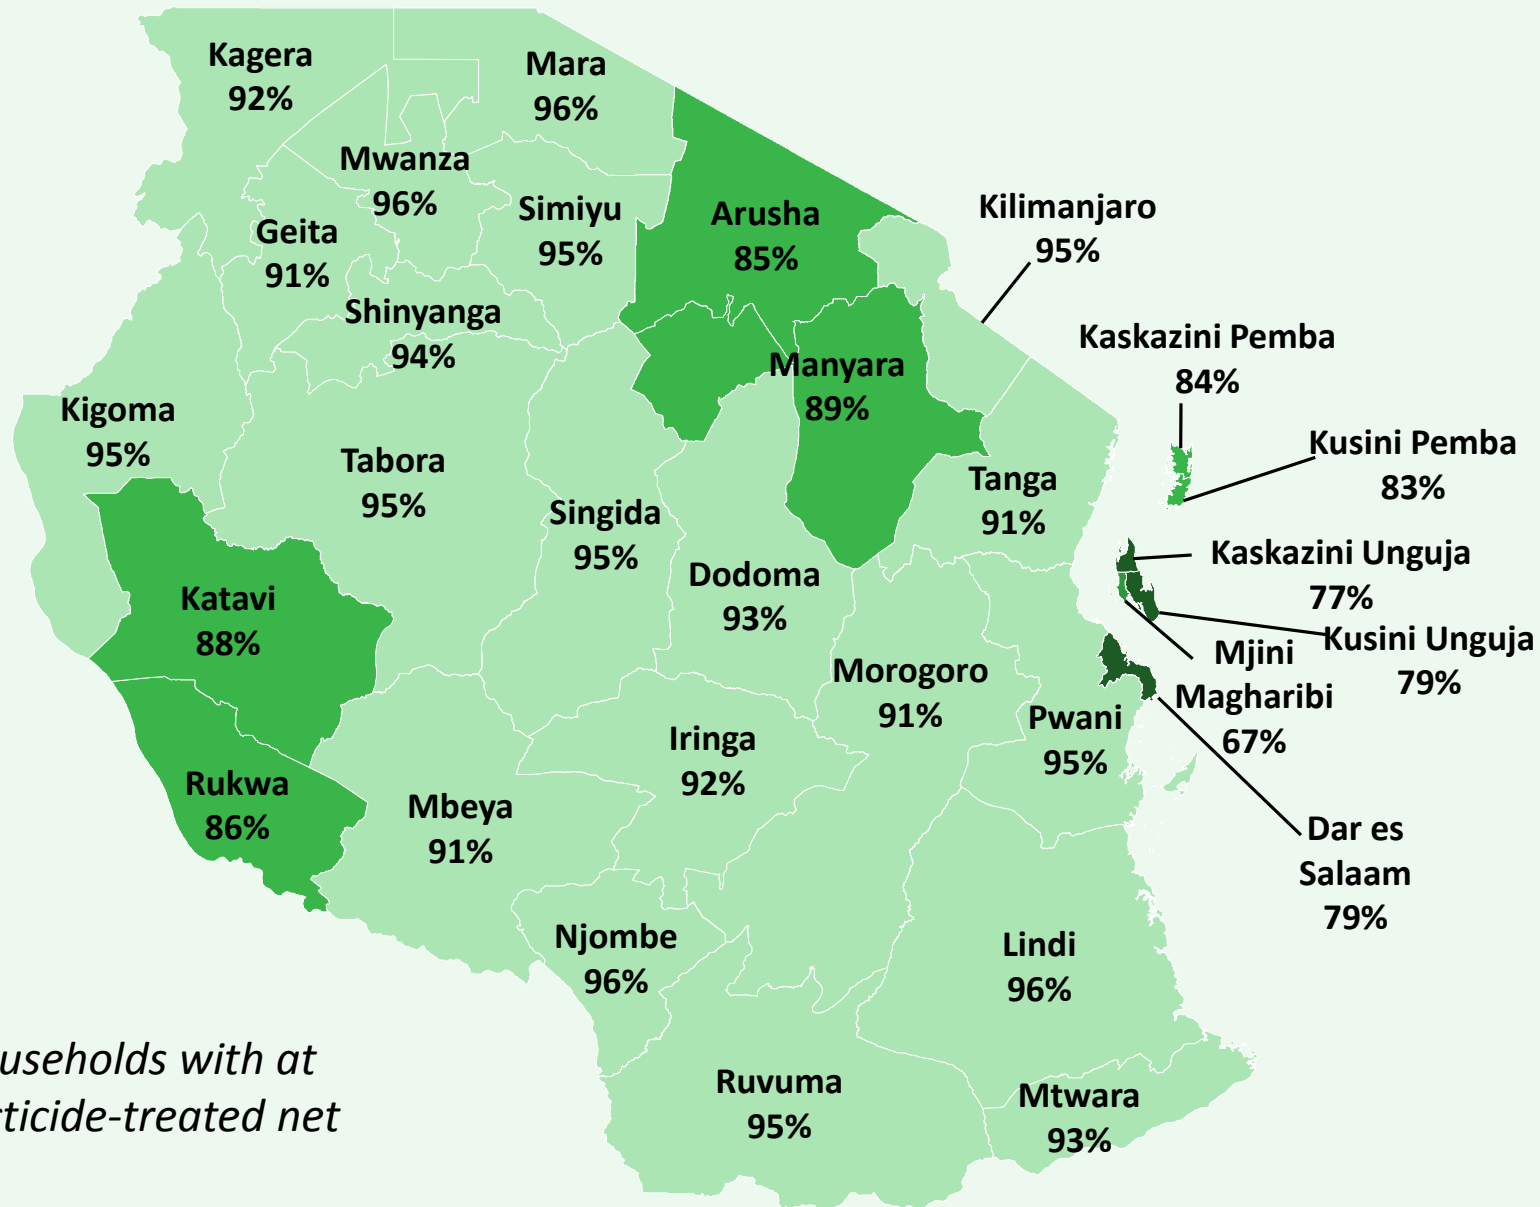 Kagera
92%
Mara
96%
Mwanza
96%
Simiyu
95%
Arusha
85%
Kilimanjaro
95%
Geita
91%
Shinyanga
94%
Manyara
89%
Kaskazini Pemba
84%
Kigoma
95%
Tabora
95%
Singida
95%
Tanga
91%
Kusini Pemba
83%
Kaskazini Unguja
77%
Kusini Unguja
79%
Mjini
Magharibi
67%
Katavi
88%
Dodoma
93%
Morogoro
91%
Pwani
95%
Iringa
92%
Rukwa
86%
Mbeya
91%
Dar es
Salaam
79%
Njombe
96%
Lindi
96%
Ruvuma
95%
Mtwara
93%
useholds with at
cticide-treated net